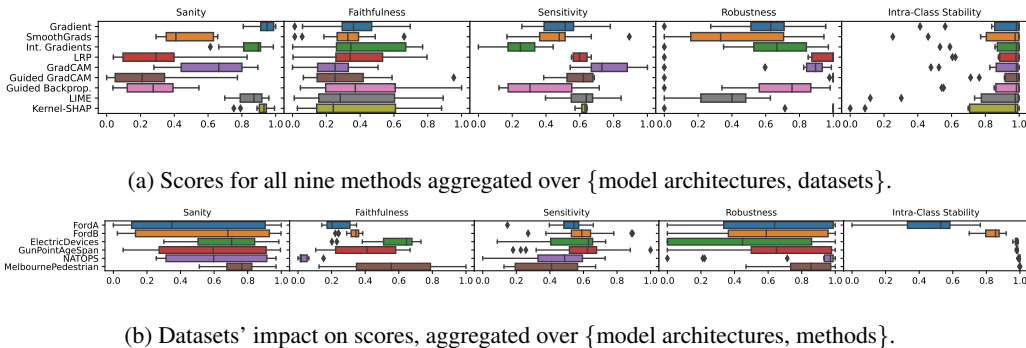 Sanity Faithfulness Sensitivity Robustness Intra-Class Stability
Gradient
SmoothGrads
Int. Gradients
LRP
GradCAM
Guided GradCAM
Guided Backprop.
LIME
Kernel-SHAP
0.0 0.2 0.4 0.6 0.8 1.0 0.0 0.2 0.4 0.6 0.8 1.0 0.0 0.2 0.4 0.6 0.8 1.0 0.0 0.2 0.4 0.6 0.8 1.0 0.0 0.2 0.4 0.6 0.8 1.0
(a) Scores for all nine methods aggregated over {model architectures, datasets}.
Sanity Faithfulness Sensitivity Robustness Intra-Class Stability
FordA
FordB
ElectricDevices
GunPointAgeSpan
NATOPS
MelbournePedestrian
0.0 0.2 0.4 0.6 0.8 1.0 0.0 0.2 0.4 0.6 0.8 1.0 0.0 0.2 0.4 0.6 0.8 1.0 0.0 0.2 0.4 0.6 0.8 1.0 0.0 0.2 0.4 0.6 0.8 1.0
(b) Datasets' impact on scores, aggregated over {model architectures, methods}.